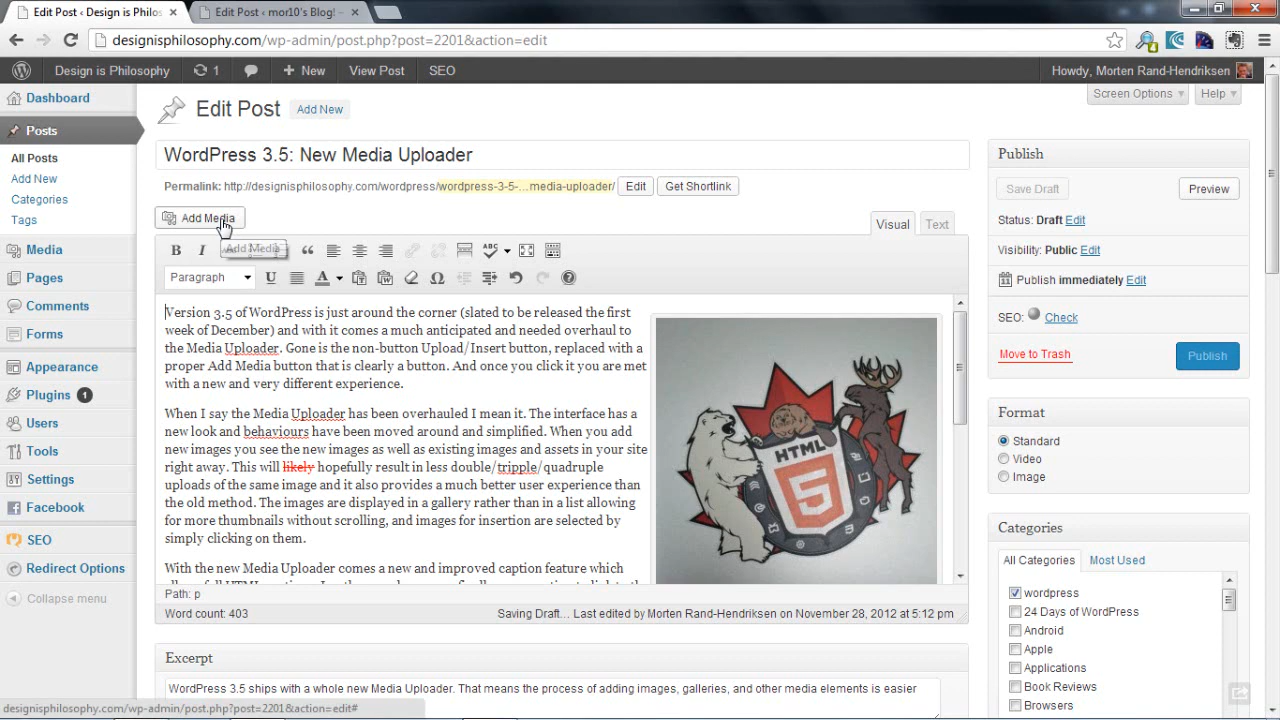 Edit Post ‹ Design is Philos
Edit Post ‹ mor10's Blog! —
designisphilosophy.com/wp-admin/post.php?post=2201&action=edit
Design is Philosophy
1
New
View Post
SEO
Howdy, Morten Rand-Hendriksen
Dashboard
Posts
All Posts
Add New
Categories
Tags
Media
Pages
Comments
Forms
Appearance
Plugins 1
Users
Tools
Settings
Facebook
SEO
Redirect Options
Collapse menu
Edit Post
Add New
Screen Options
Help
WordPress 3.5: New Media Uploader
Permalink: http://designisphilosophy.com/wordpress/wordpress-3-5-...media-uploader/
Edit
Get Shortlink
Add Media
Add Media
Visual
Text
B I
ABC
Paragraph
U
A
Version 3.5 of WordPress is just around the corner (slated to be released the first
week of December) and with it comes a much anticipated and needed overhaul to
the Media Uploader. Gone is the non-button Upload/Insert button, replaced with a
proper Add Media button that is clearly a button. And once you click it you are met
with a new and very different experience.
When I say the Media Uploader has been overhauled I mean it. The interface has a
new look and behaviours have been moved around and simplified. When you add
new images you see the new images as well as existing images and assets in your site
right away. This will likely hopefully result in less double/tripple/quadruple
uploads of the same image and it also provides a much better user experience than
the old method. The images are displayed in a gallery rather than in a list allowing
for more thumbnails without scrolling, and images for insertion are selected by
simply clicking on them.
With the new Media Uploader comes a new and improved caption feature which
HTML
5
Path: p
Word count: 403
Saving Draft... Last edited by Morten Rand-Hendriksen on November 28, 2012 at 5:12 pm
Excerpt
WordPress 3.5 ships with a whole new Media Uploader. That means the process of adding images, galleries, and other media elements is easier
Publish
Save Draft
Preview
Status: Draft Edit
Visibility: Public Edit
Publish immediately Edit
SEO: Check
Move to Trash
Publish
Format
Standard
Video
Image
Categories
All Categories
Most Used
wordpress
24 Days of WordPress
Android
Apple
Applications
Book Reviews
Browsers
designisphilosophy.com/wp-admin/post.php?post=2201&action=edit#